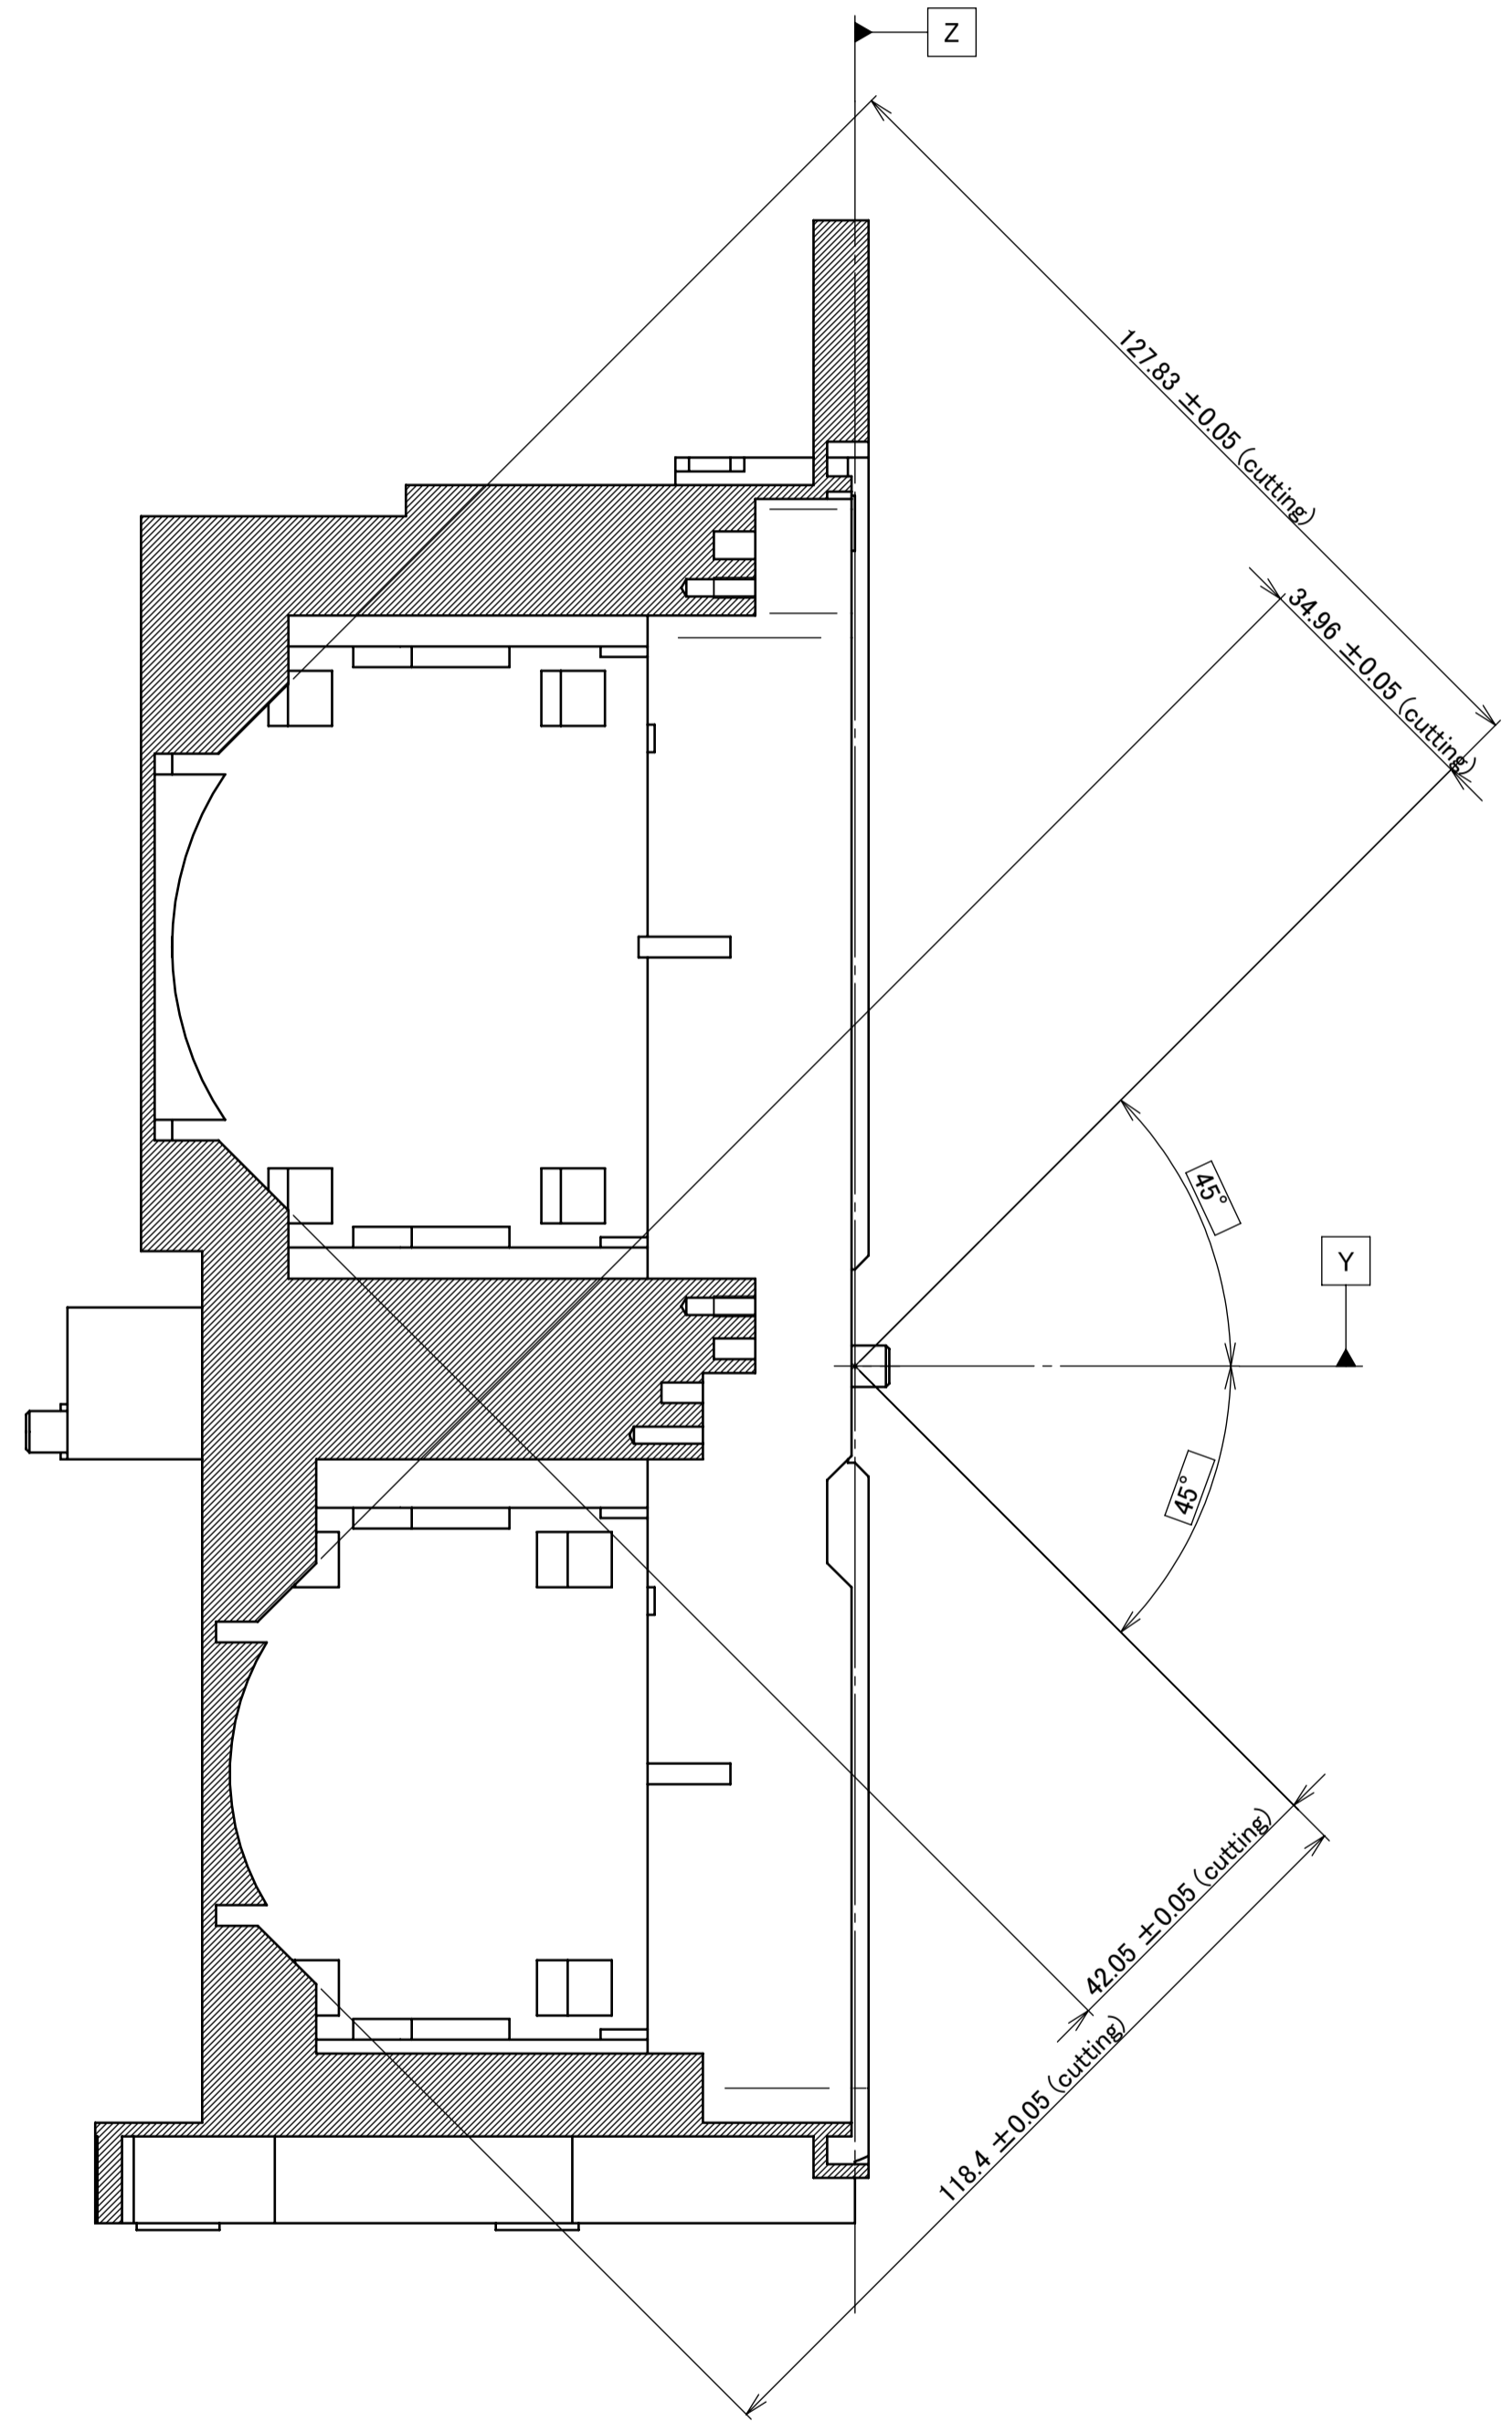 Z
127.83 ±0.05 (cutting)
34.96 ±0.05 (cutting)
45°
Y
45°
42.05 ±0.05 (cutting)
118.4 ±0.05 (cutting)